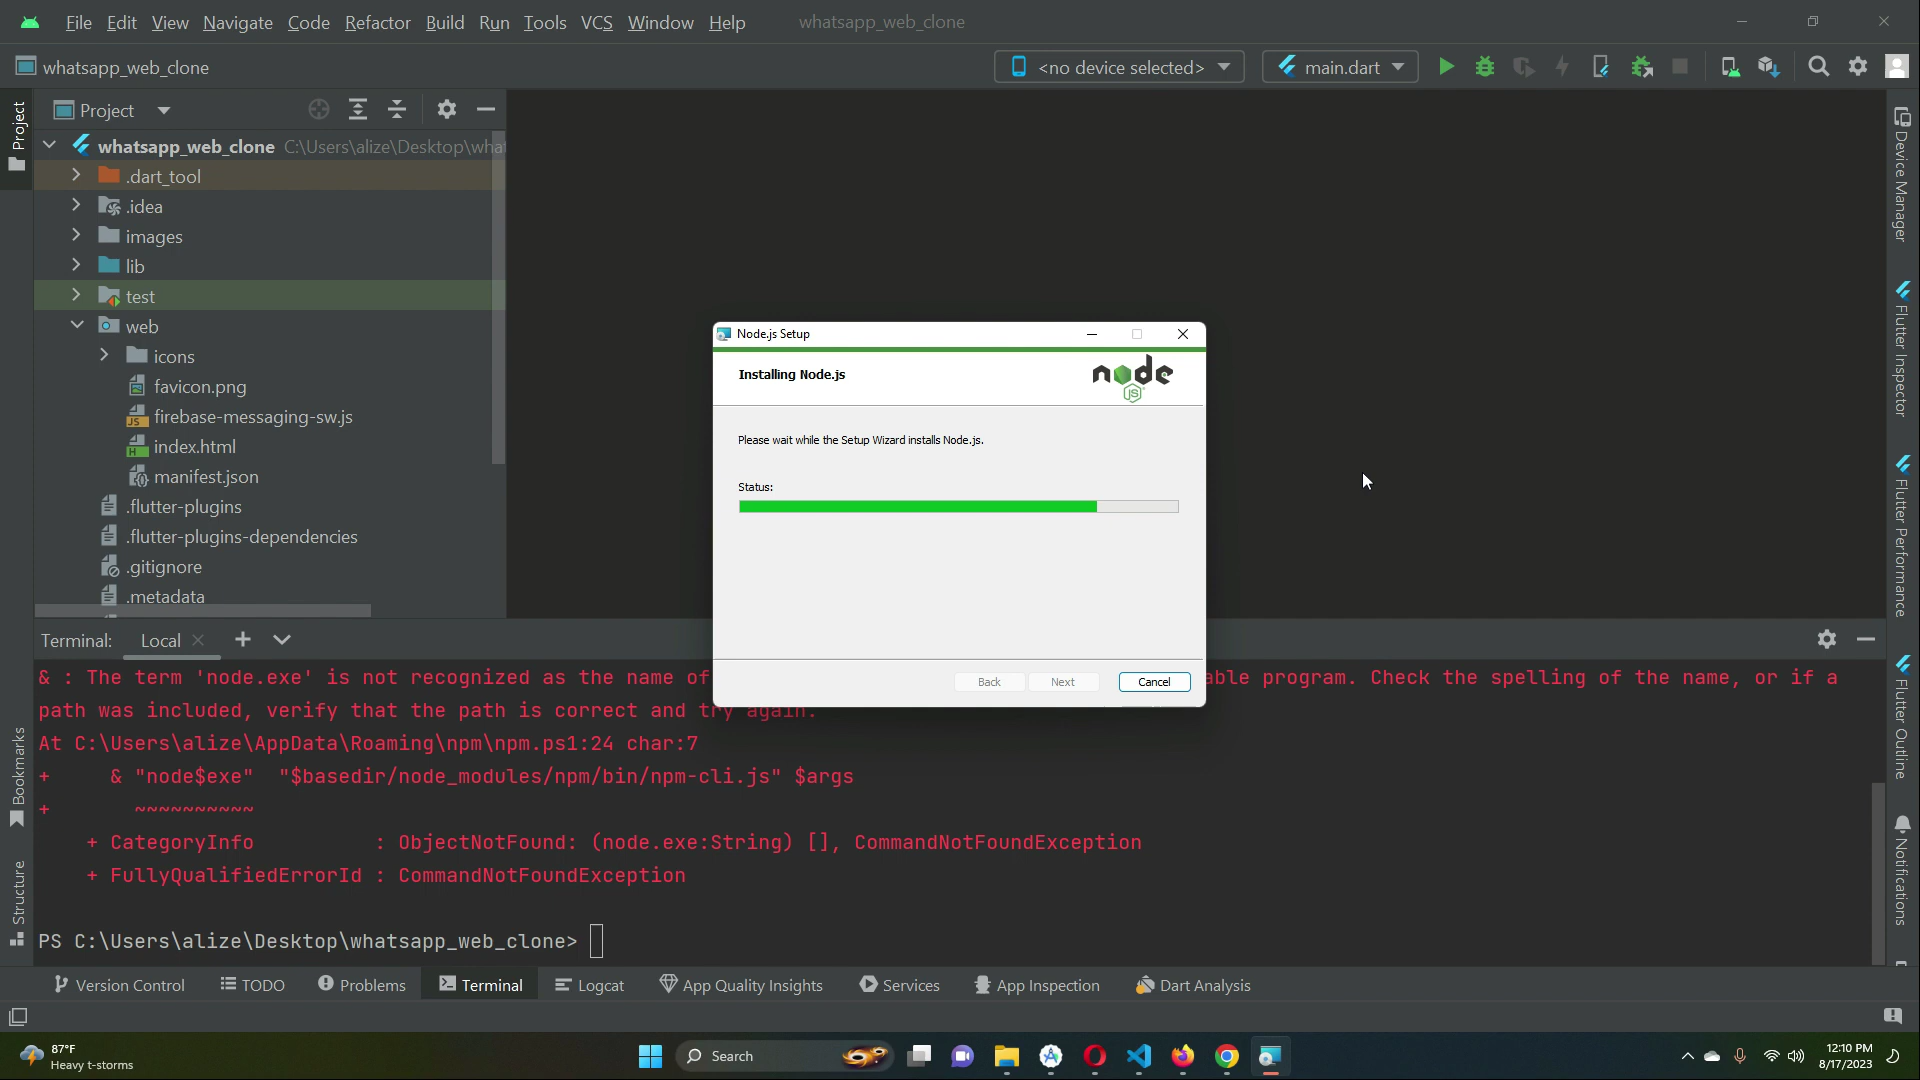 File Edit View Navigate Code Refactor Build Run Tools VCS Window Help whatsapp_web_clone
whatsapp_web_clone <no device selected> main.dart
Project
Project
whatsapp_web_clone C:\Users\alize\Desktop\what
.dart_tool
.idea
images
lib
test
web
icons
favicon.png
firebase-messaging-sw.js
index.html
manifest.json
.flutter-plugins
.flutter-plugins-dependencies
.gitignore
.metadata
Node.js Setup
Installing Node.js
node
JS
Please wait while the Setup Wizard installs Node.js.
Status:
Back Next Cancel
Device Manager
Flutter Inspector
Flutter Performance
Flutter Outline
Notifications
Bookmarks
Structure
Terminal: Local
& : The term 'node.exe' is not recognized as the name of able program. Check the spelling of the name, or if a
path was included, verify that the path is correct and try again.
At C:\Users\alize\AppData\Roaming\npm\npm.ps1:24 char:7
+ & "node$exe" "$basedir/node_modules/npm/bin/npm-cli.js" $args
+ ~~~~~~~~~~
+ CategoryInfo : ObjectNotFound: (node.exe:String) [], CommandNotFoundException
+ FullyQualifiedErrorId : CommandNotFoundException
PS C:\Users\alize\Desktop\whatsapp_web_clone>
Version Control TODO Problems Terminal Logcat App Quality Insights Services App Inspection Dart Analysis
87°F
Heavy t-storms
Search
12:10 PM
8/17/2023